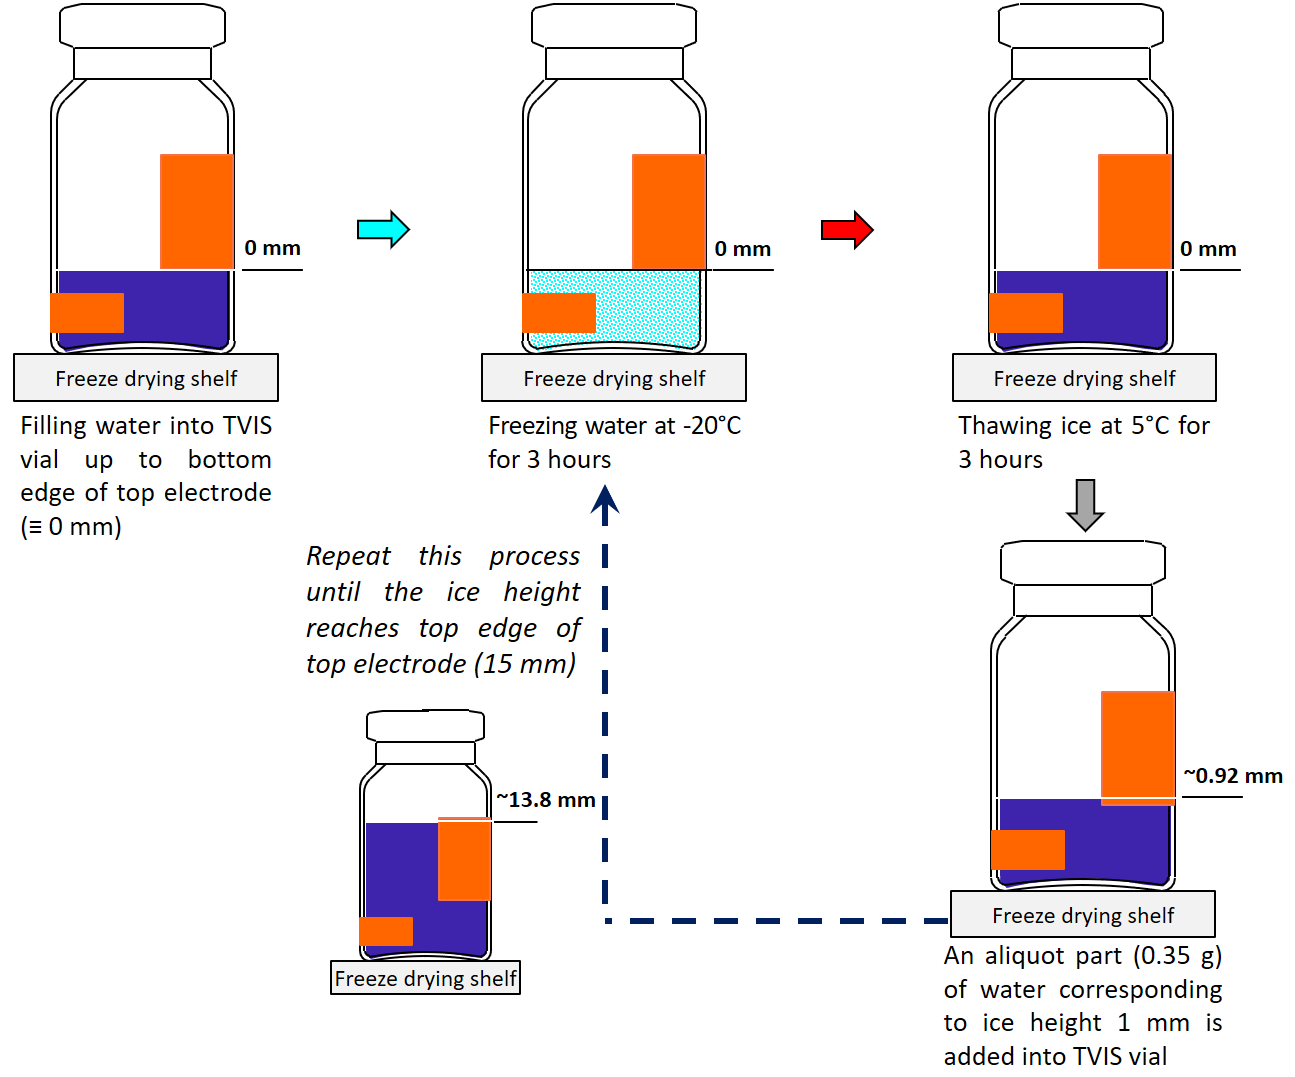 0 mm
0 mm
0 mm
Freeze drying shelf
Freeze drying shelf
Freeze drying shelf
Filling water into TVIS
vial up to bottom
edge of top electrode
(≡ 0 mm)
Freezing water at -20°C
for 3 hours
Thawing ice at 5°C for
3 hours
Repeat this process
until the ice height
reaches top edge of
top electrode (15 mm)
~13.8 mm
Freeze drying shelf
~0.92 mm
Freeze drying shelf
An aliquot part (0.35 g)
of water corresponding
to ice height 1 mm is
added into TVIS vial